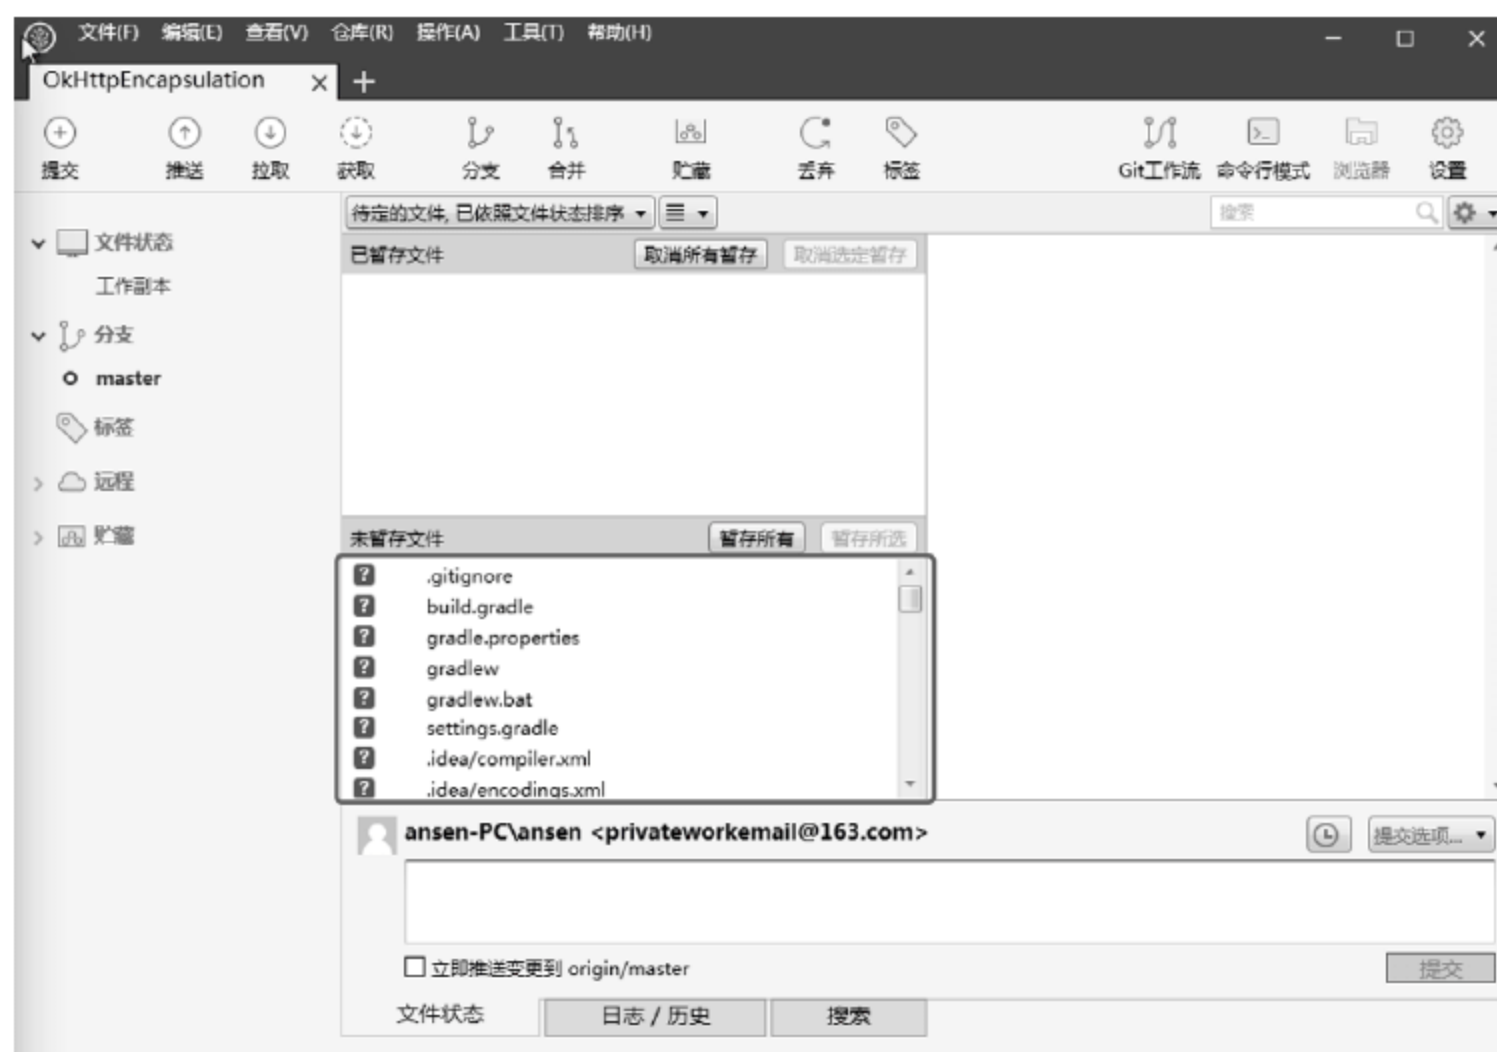 文件(F) 编辑(E) 查看(V) 仓库(R) 操作(A) 工具(T) 帮助(H)
OkHttpEncapsulation
提交 推送 拉取 获取 分支 合并 贮藏 丢弃 标签 Git工作流 命令行模式 浏览器 设置
待定的文件, 已依照文件状态排序 搜索
文件状态
工作副本
分支
master
标签
远程
贮藏
已暂存文件 取消所有暂存 取消选定暂存
未暂存文件 暂存所有 暂存所选
.gitignore
build.gradle
gradle.properties
gradlew
gradlew.bat
settings.gradle
.idea/compiler.xml
.idea/encodings.xml
ansen-PC\ansen <privateworkemail@163.com> 提交选项...
立即推送变更到 origin/master 提交
文件状态 日志 / 历史 搜索